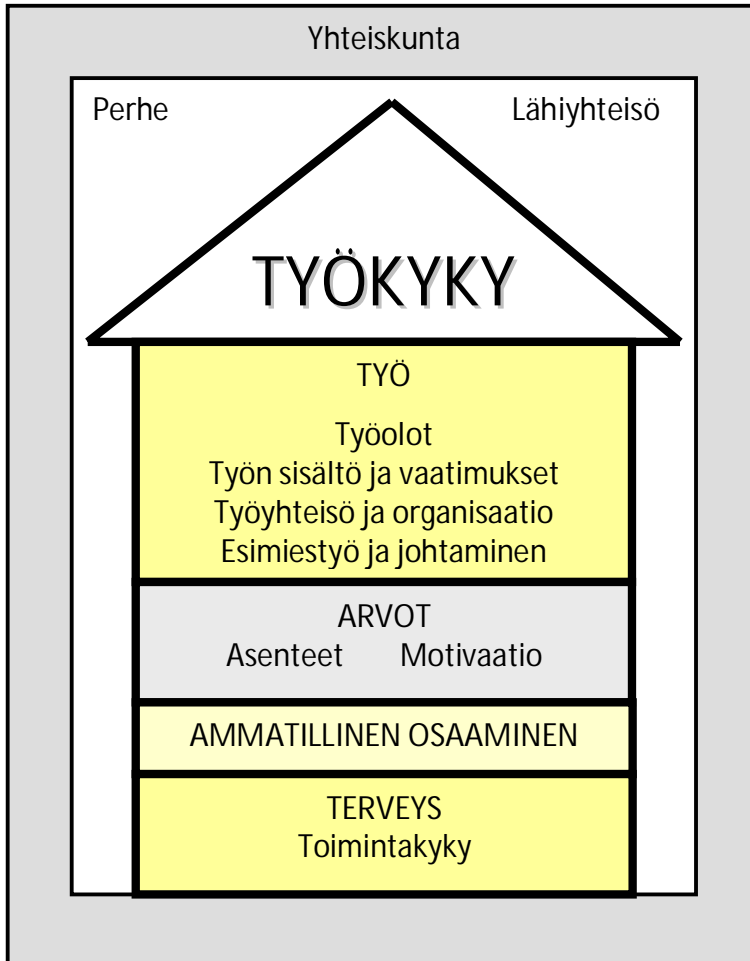 Yhteiskunta
Perhe Lähiyhteisö
TYÖKYKY
TYÖ
Työolot
Työn sisältö ja vaatimukset
Työyhteisö ja organisaatio
Esimiestyö ja johtaminen
ARVOT
Asenteet Motivaatio
AMMATILLINEN OSAAMINEN
TERVEYS
Toimintakyky